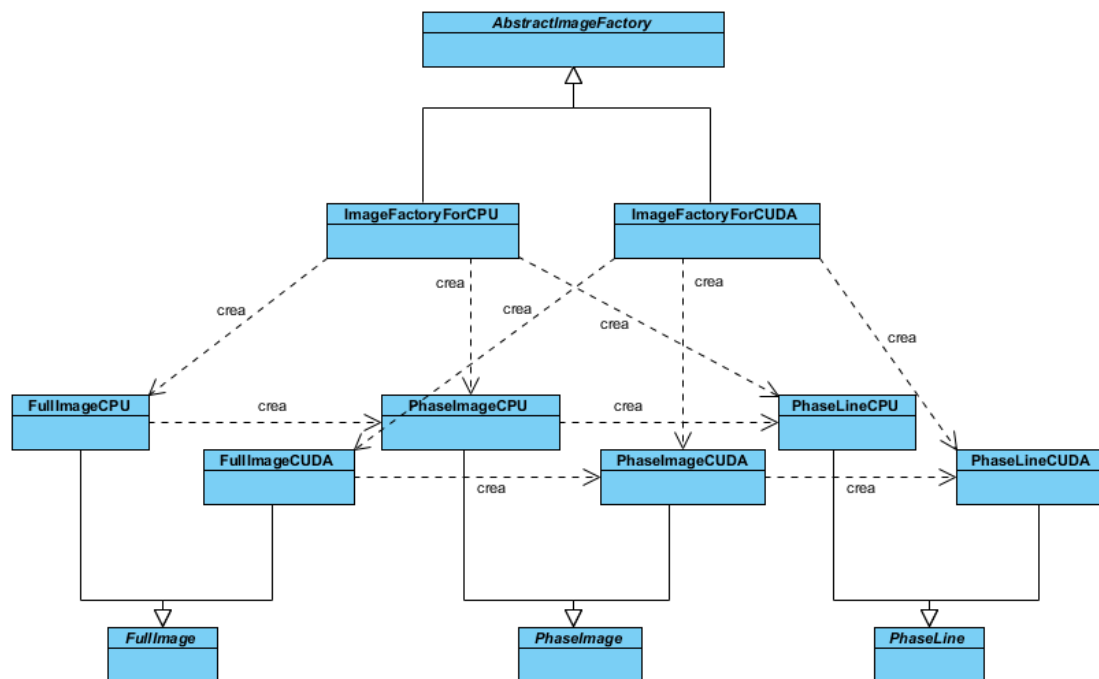 AbstractImageFactory
ImageFactoryForCPU
ImageFactoryForCUDA
crea
crea
crea
crea
crea
crea
FullImageCPU
crea
PhaseImageCPU
crea
PhaseLineCPU
FullImageCUDA
crea
PhaseImageCUDA
crea
PhaseLineCUDA
FullImage
PhaseImage
PhaseLine